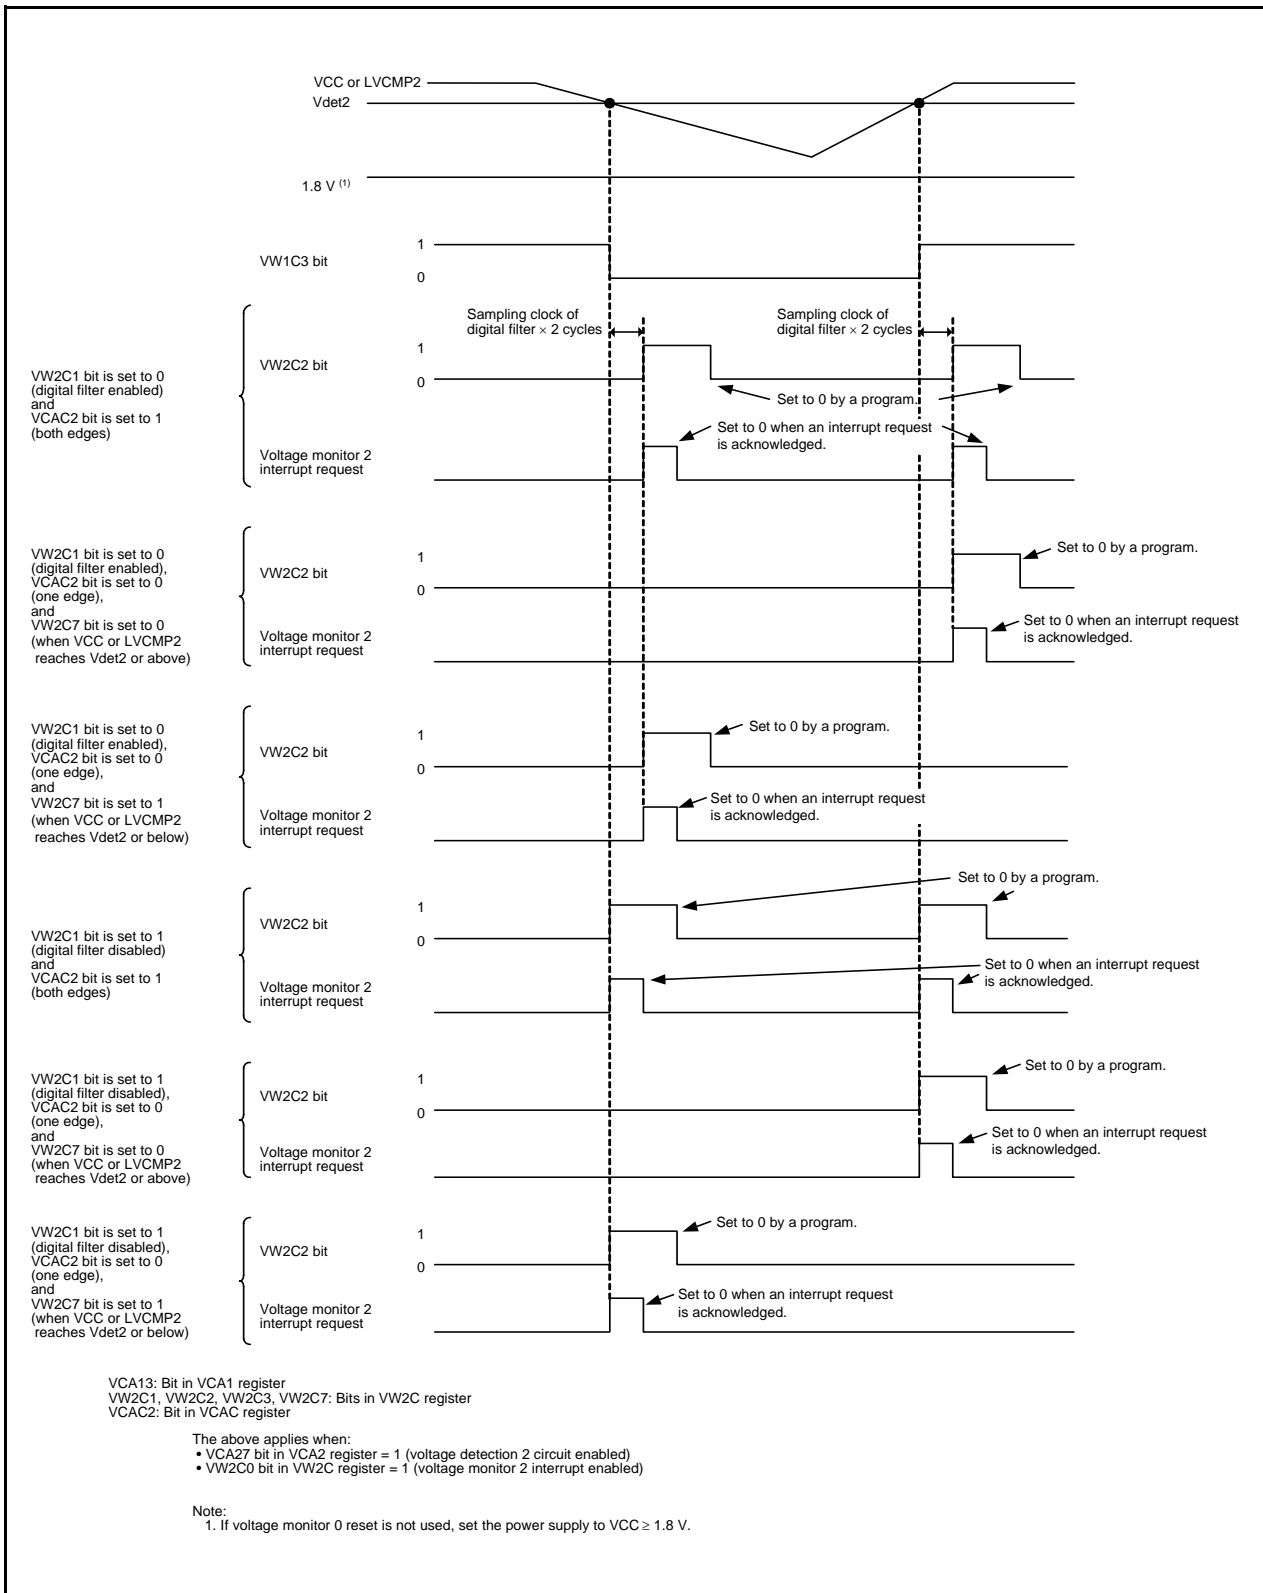 VCC or LVCMP2
Vdet2
1.8 V (1)
VW1C3 bit
1
0
Sampling clock of
digital filter × 2 cycles
Sampling clock of
digital filter × 2 cycles
VW2C1 bit is set to 0
(digital filter enabled)
and
VCAC2 bit is set to 1
(both edges)
VW2C2 bit
1
0
Set to 0 by a program.
Voltage monitor 2
interrupt request
Set to 0 when an interrupt request
is acknowledged.
VW2C1 bit is set to 0
(digital filter enabled),
VCAC2 bit is set to 0
(one edge),
and
VW2C7 bit is set to 0
(when VCC or LVCMP2
reaches Vdet2 or above)
VW2C2 bit
1
0
Set to 0 by a program.
Voltage monitor 2
interrupt request
Set to 0 when an interrupt request
is acknowledged.
VW2C1 bit is set to 0
(digital filter enabled),
VCAC2 bit is set to 0
(one edge),
and
VW2C7 bit is set to 1
(when VCC or LVCMP2
reaches Vdet2 or below)
VW2C2 bit
1
0
Set to 0 by a program.
Voltage monitor 2
interrupt request
Set to 0 when an interrupt request
is acknowledged.
VW2C1 bit is set to 1
(digital filter disabled)
and
VCAC2 bit is set to 1
(both edges)
VW2C2 bit
1
0
Set to 0 by a program.
Voltage monitor 2
interrupt request
Set to 0 when an interrupt request
is acknowledged.
VW2C1 bit is set to 1
(digital filter disabled),
VCAC2 bit is set to 0
(one edge),
and
VW2C7 bit is set to 0
(when VCC or LVCMP2
reaches Vdet2 or above)
VW2C2 bit
1
0
Set to 0 by a program.
Voltage monitor 2
interrupt request
Set to 0 when an interrupt request
is acknowledged.
VW2C1 bit is set to 1
(digital filter disabled),
VCAC2 bit is set to 0
(one edge),
and
VW2C7 bit is set to 1
(when VCC or LVCMP2
reaches Vdet2 or below)
VW2C2 bit
1
0
Set to 0 by a program.
Voltage monitor 2
interrupt request
Set to 0 when an interrupt request
is acknowledged.
VCA13: Bit in VCA1 register
VW2C1, VW2C2, VW2C3, VW2C7: Bits in VW2C register
VCAC2: Bit in VCAC register
The above applies when:
• VCA27 bit in VCA2 register = 1 (voltage detection 2 circuit enabled)
• VW2C0 bit in VW2C register = 1 (voltage monitor 2 interrupt enabled)
Note:
1. If voltage monitor 0 reset is not used, set the power supply to VCC ≥ 1.8 V.